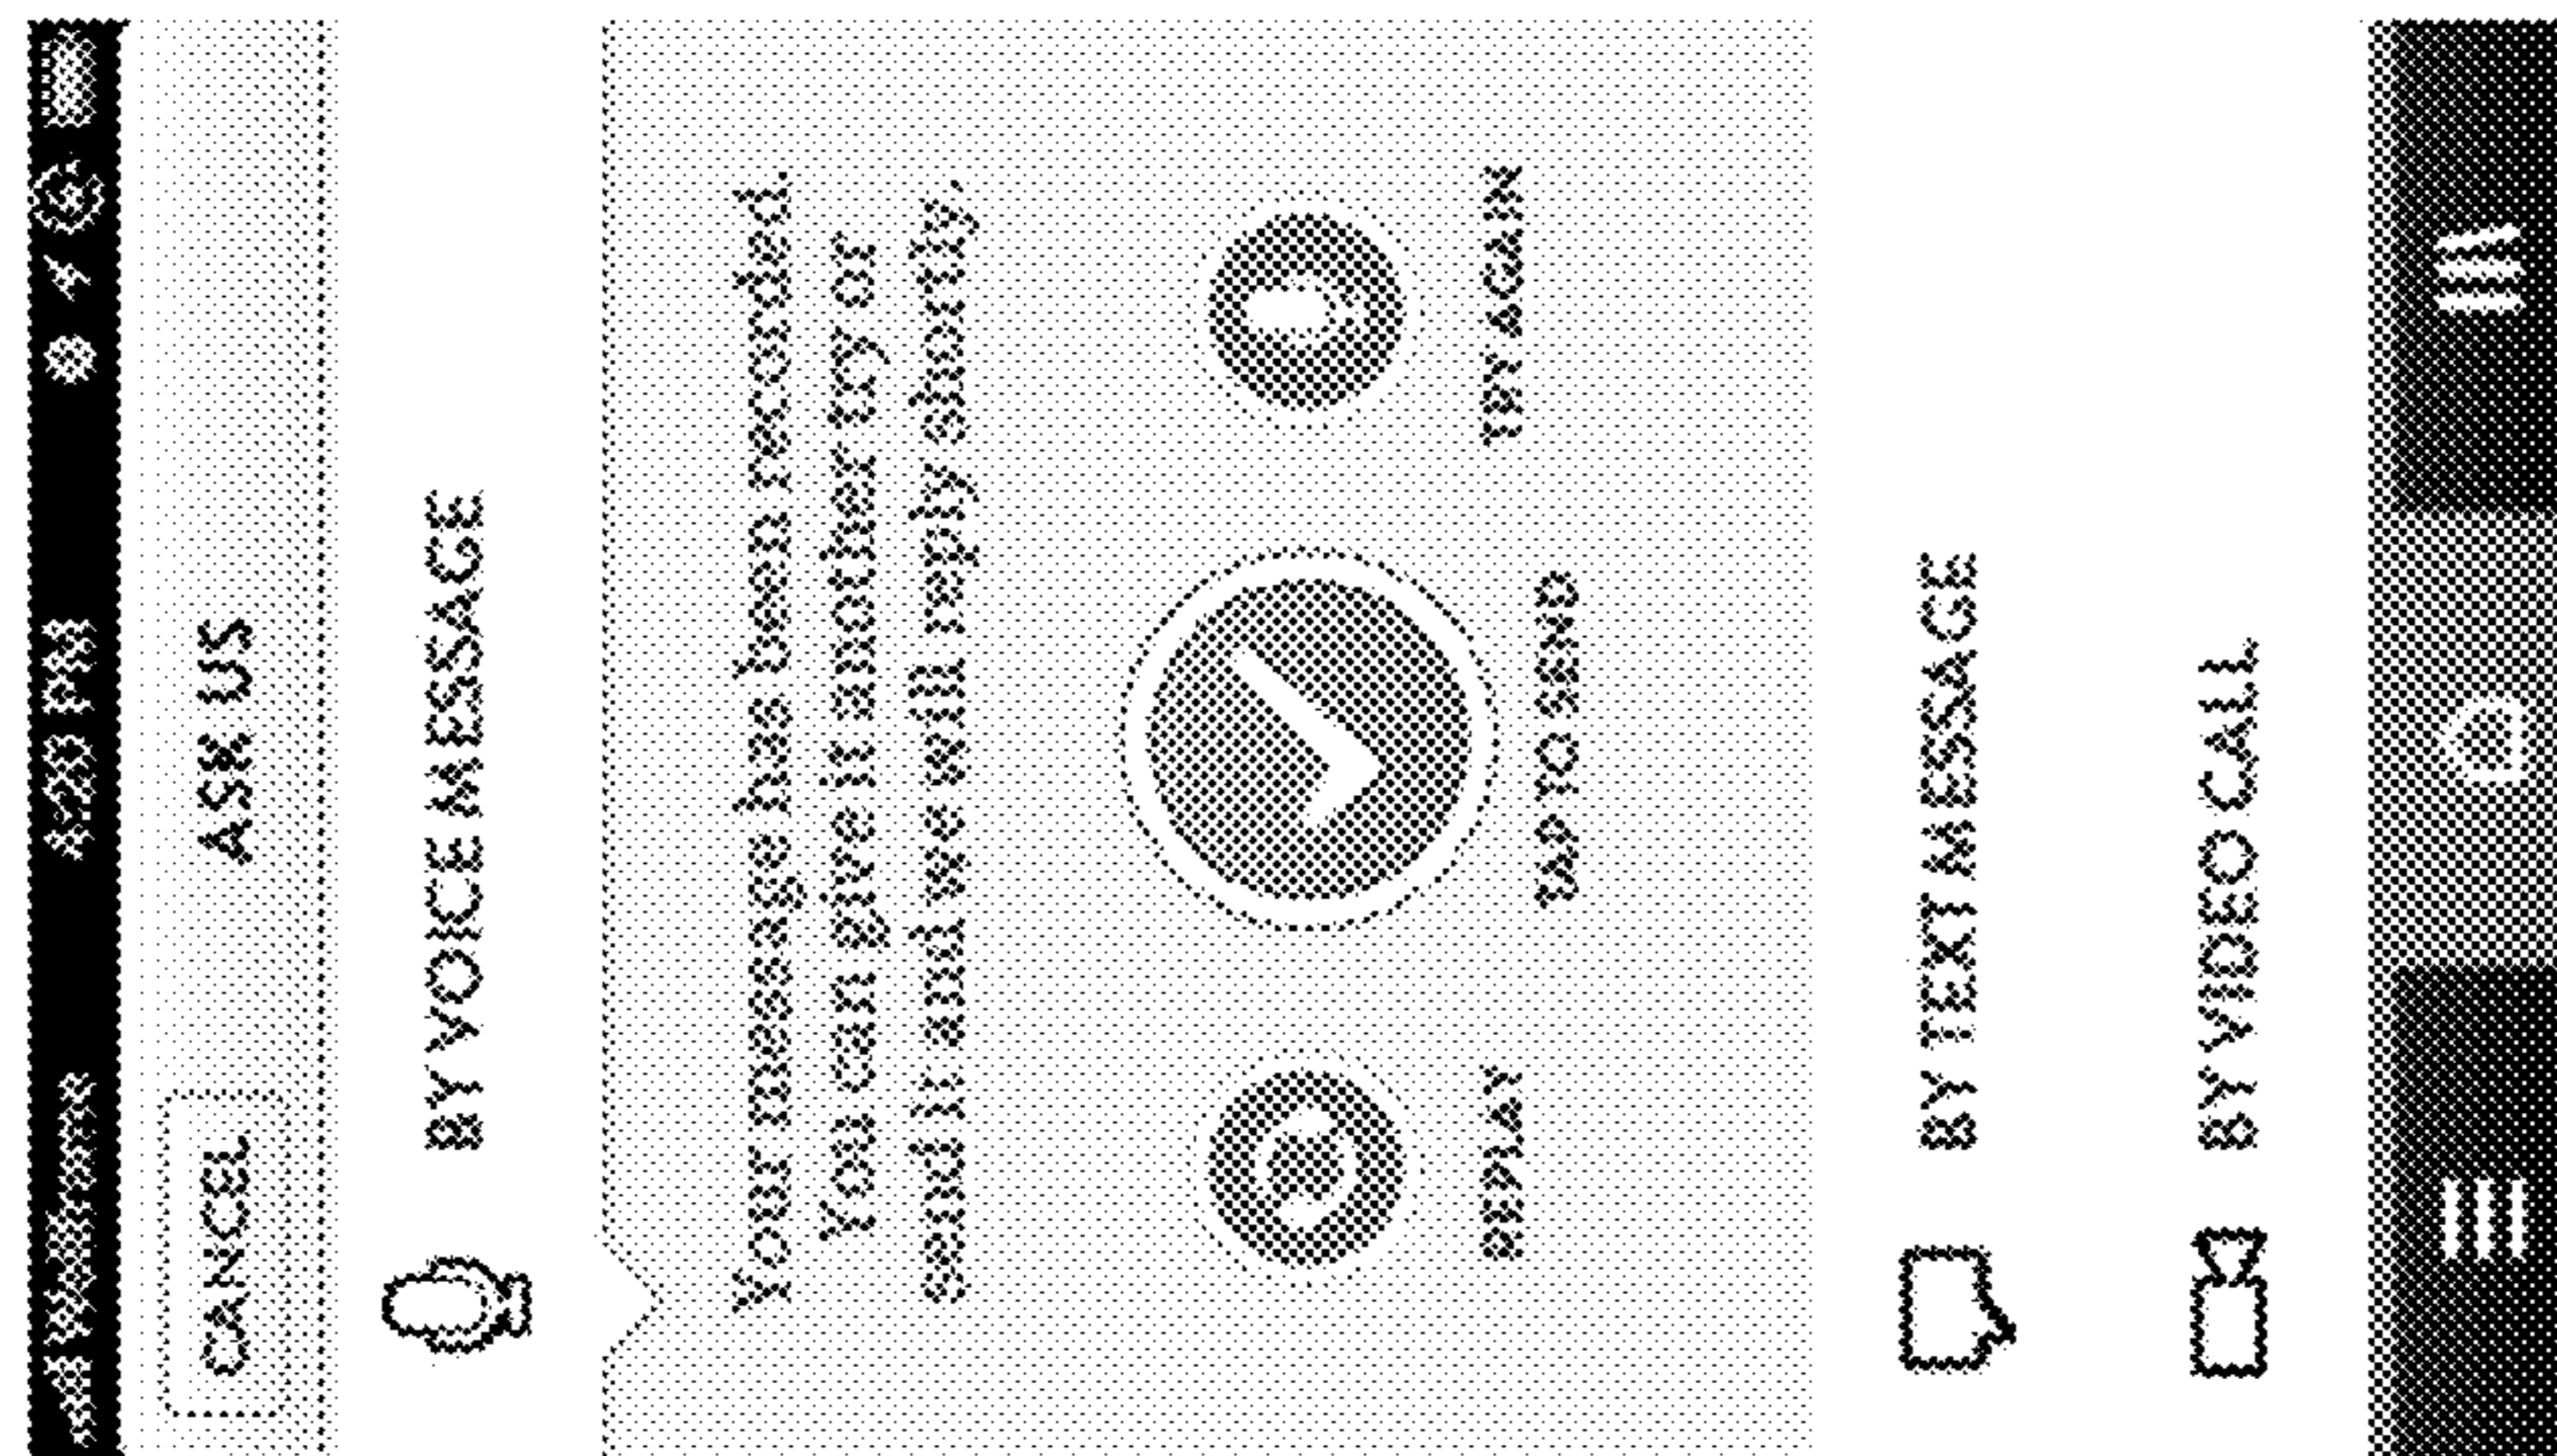 4:20 PM
CANCEL
ASK US
BY VOICE MESSAGE
Your message has been recorded.
You can give it another try or
send it and we will reply shortly.
REPLAY
TAP TO SEND
TRY AGAIN
BY TEXT MESSAGE
BY VIDEO CALL